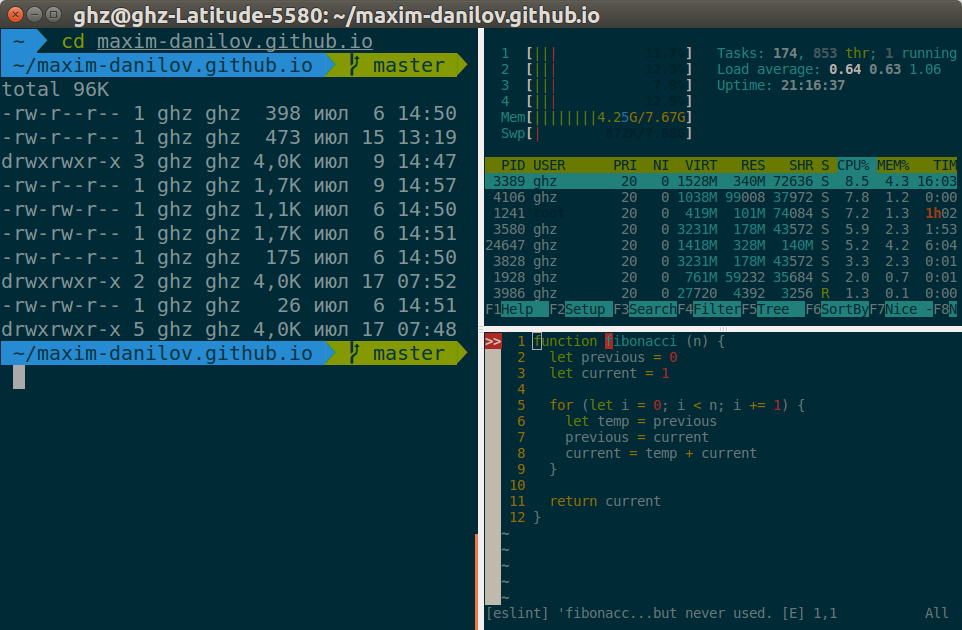 ghz@ghz-Latitude-5580: ~/maxim-danilov.github.io
~ cd maxim-danilov.github.io
~/maxim-danilov.github.io master
total 96K
-rw-r--r-- 1 ghz ghz 398 июл 6 14:50
-rw-r--r-- 1 ghz ghz 473 июл 15 13:19
drwxrwxr-x 3 ghz ghz 4,0K июл 9 14:47
-rw-r--r-- 1 ghz ghz 1,7K июл 9 14:57
-rw-rw-r-- 1 ghz ghz 1,1K июл 6 14:50
-rw-rw-r-- 1 ghz ghz 1,7K июл 6 14:51
-rw-rw-r-- 1 ghz ghz 175 июл 6 14:50
drwxrwxr-x 2 ghz ghz 4,0K июл 17 07:52
-rw-rw-r-- 1 ghz ghz 26 июл 6 14:51
drwxrwxr-x 5 ghz ghz 4,0K июл 17 07:48
~/maxim-danilov.github.io master
1 [||| ] Tasks: 174, 853 thr; 1 running
2 [||| ] Load average: 0.64 0.63 1.06
3 [||| ] Uptime: 21:16:37
4 [||| ]
Mem[||||||||4.25G/7.67G]
Swp[| ]
PID USER PRI NI VIRT RES SHR S CPU% MEM% TIM
3389 ghz 20 0 1528M 340M 72636 S 8.5 4.3 16:03
4106 ghz 20 0 1038M 99008 37972 S 7.8 1.2 0:00
1241 root 20 0 419M 101M 74084 S 7.2 1.3 1h02
3580 ghz 20 0 3231M 178M 43572 S 5.9 2.3 1:53
24647 ghz 20 0 1418M 328M 140M S 5.2 4.2 6:04
3828 ghz 20 0 3231M 178M 43572 S 3.3 2.3 0:01
1928 ghz 20 0 761M 59232 35684 S 2.0 0.7 0:01
3986 ghz 20 0 27720 4392 3256 R 1.3 0.1 0:00
F1Help F2Setup F3SearchF4FilterF5Tree F6SortByF7Nice -F8N
>> 1 function fibonacci (n) {
2 let previous = 0
3 let current = 1
4
5 for (let i = 0; i < n; i += 1) {
6 let temp = previous
7 previous = current
8 current = temp + current
9 }
10
11 return current
12 }
~
~
~
~
~
[eslint] 'fibonacc...but never used. [E] 1,1 All